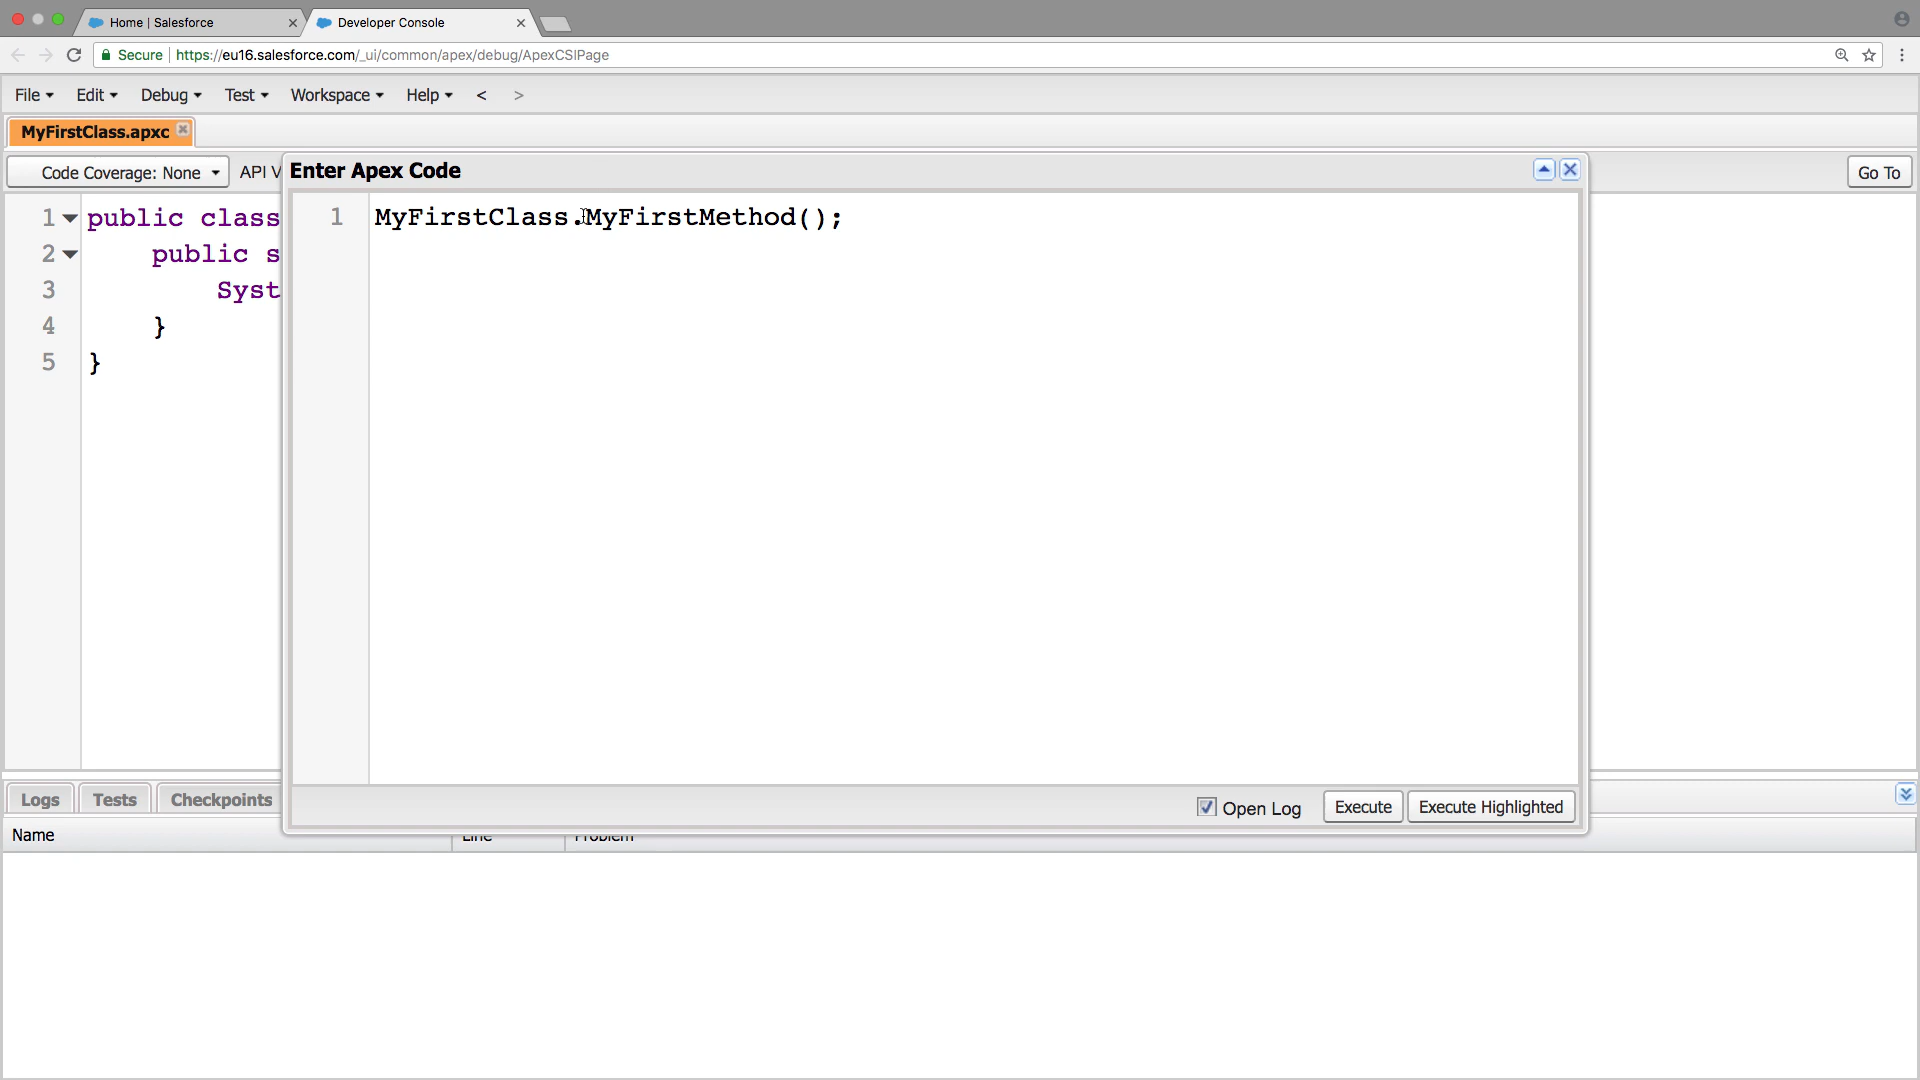 Home | Salesforce
Developer Console
Secure
https://eu16.salesforce.com/_ui/common/apex/debug/ApexCSIPage
File Edit Debug Test Workspace Help < >
MyFirstClass.apxc
Code Coverage: None
API V
Enter Apex Code
Go To
1 public class
2 public s
3 Syst
4 }
5 }
1 MyFirstClass.MyFirstMethod();
Open Log Execute Execute Highlighted
Logs Tests Checkpoints
Name Line Problem